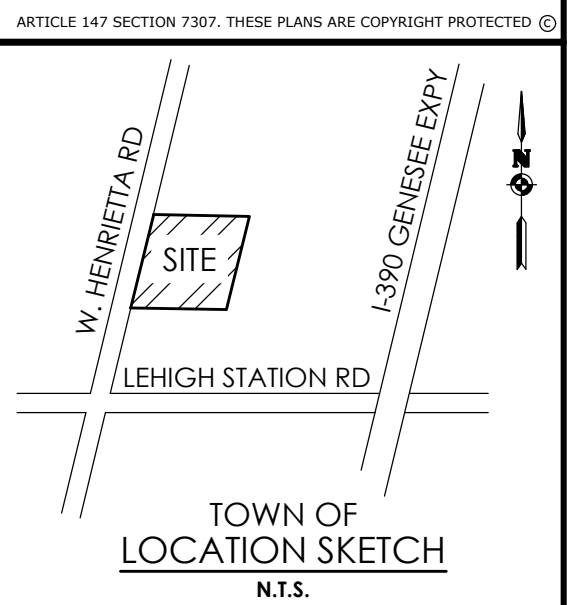 ARTICLE 147 SECTION 7307. THESE PLANS ARE COPYRIGHT PROTECTED ©
W. HENRIETTA RD
I-390 GENESEE EXPY
N
SITE
LEHIGH STATION RD
TOWN OF
LOCATION SKETCH
N.T.S.